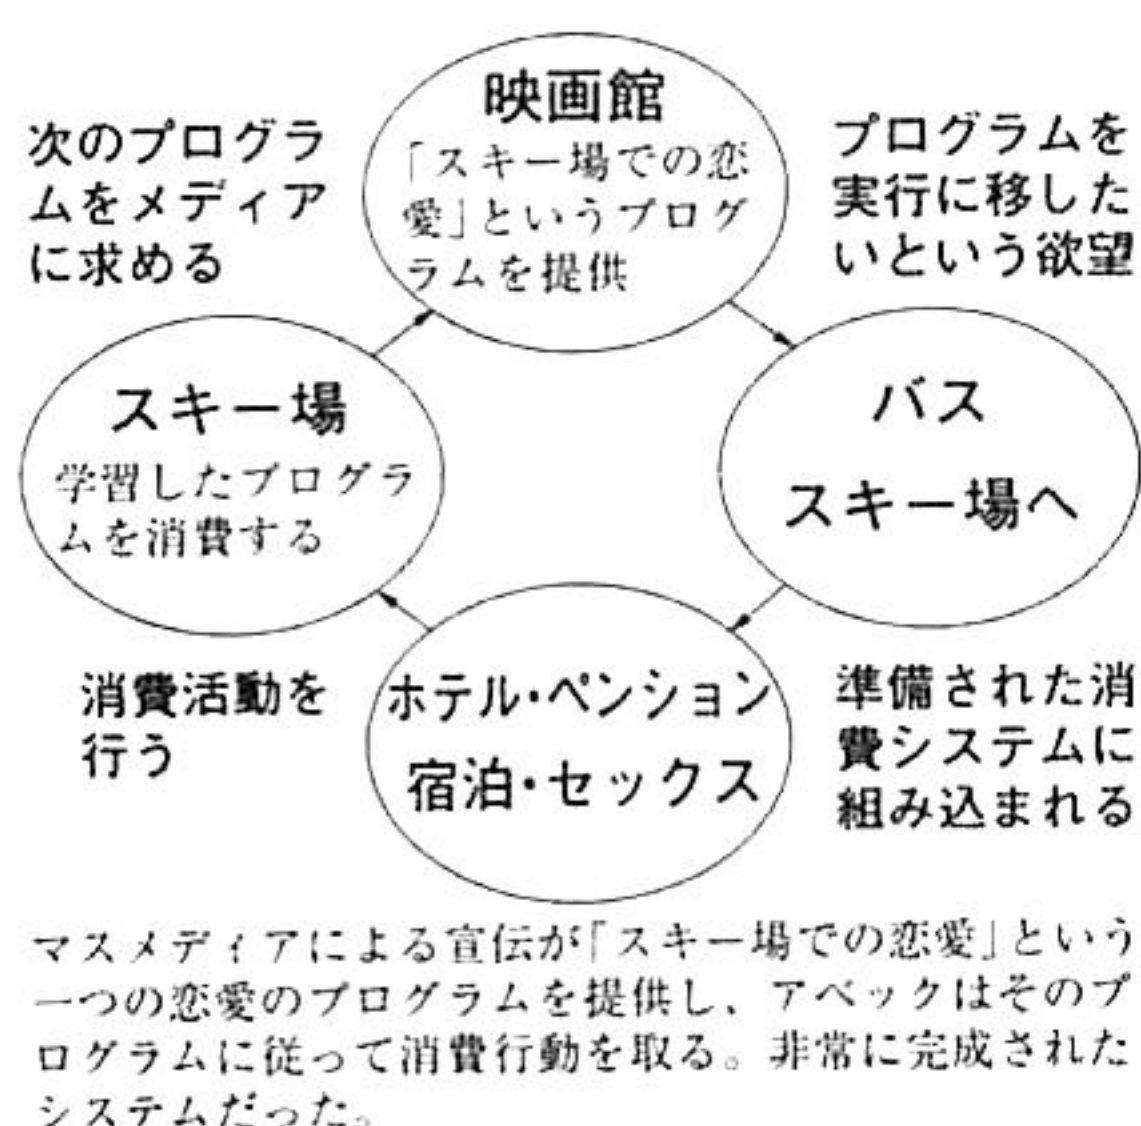 映画館
「スキー場での恋
愛」というプログ
ラムを提供
プログラムを
実行に移した
いという欲望
バス
スキー場へ
準備された消
費システムに
組み込まれる
ホテル・ペンション
宿泊・セックス
消費活動を
行う
スキー場
学習したプログラ
ムを消費する
次のプログラ
ムをメディア
に求める
マスメディアによる宣伝が「スキー場での恋愛」という
一つの恋愛のプログラムを提供し、アベックはそのプ
ログラムに従って消費行動を取る。非常に完成された
システムだった。